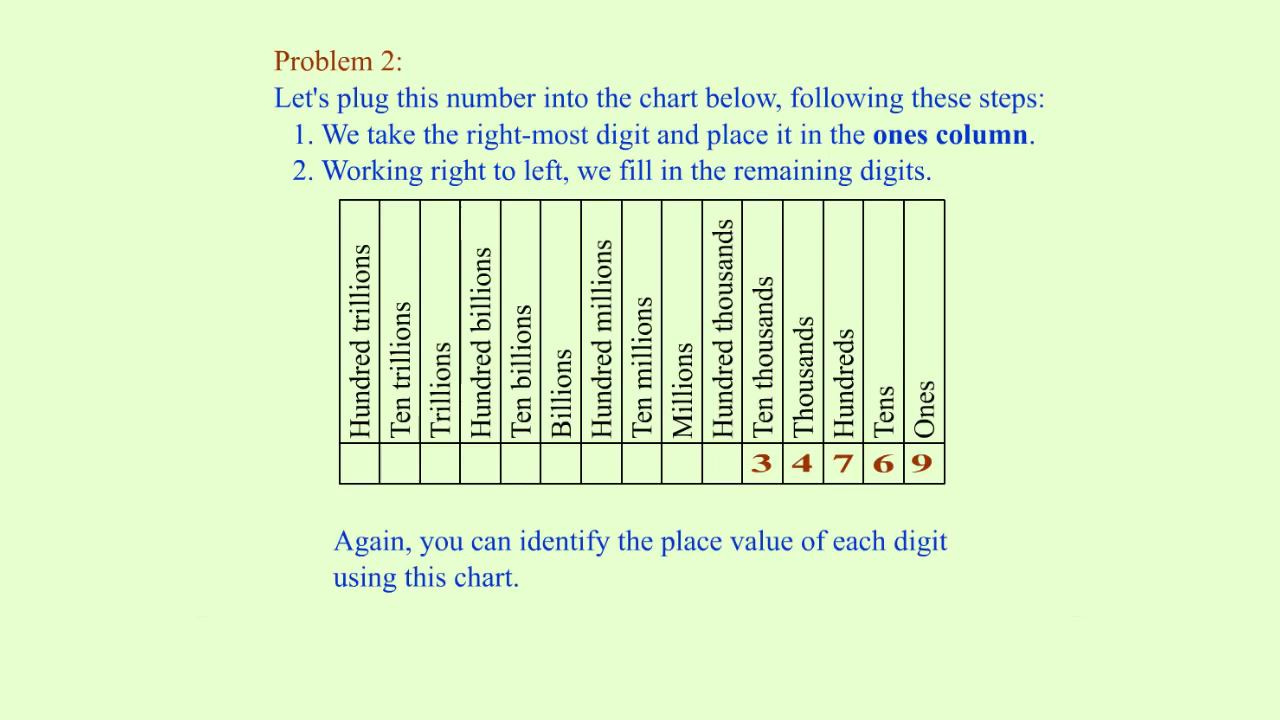 Problem 2:
Let's plug this number into the chart below, following these steps:
1. We take the right-most digit and place it in the ones column.
2. Working right to left, we fill in the remaining digits.
Hundred trillions
Ten trillions
Trillions
Hundred billions
Ten billions
Billions
Hundred millions
Ten millions
Millions
Hundred thousands
Ten thousands
Thousands
Hundreds
Tens
Ones
3 4 7 6 9
Again, you can identify the place value of each digit
using this chart.